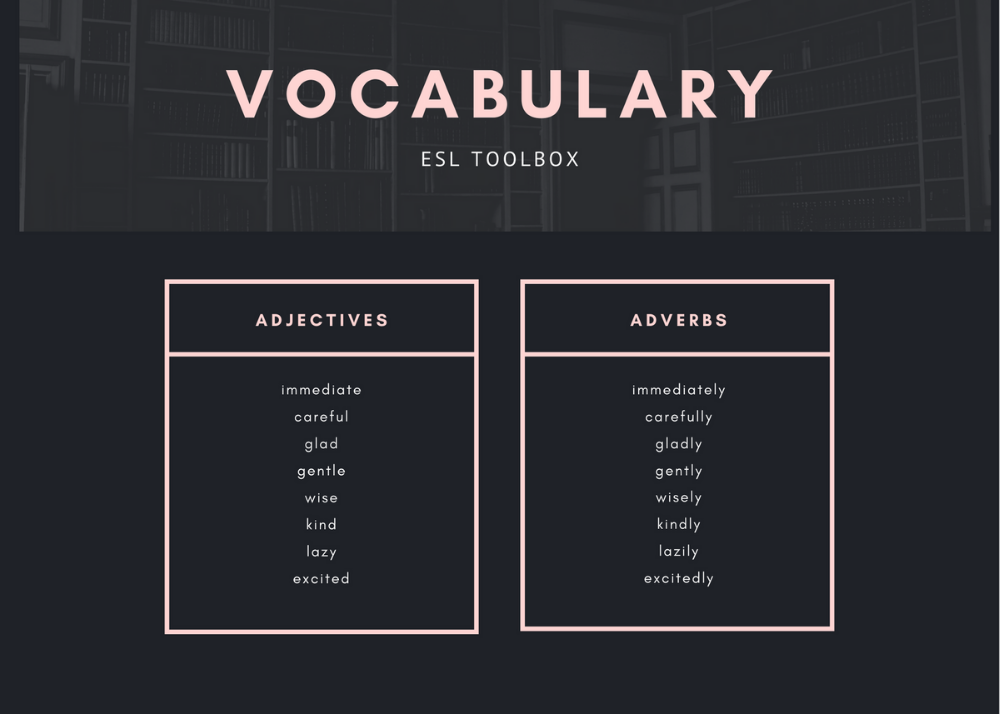 VOCABULARY
ESL TOOLBOX
ADJECTIVES
immediate
careful
glad
gentle
wise
kind
lazy
excited
ADVERBS
immediately
carefully
gladly
gently
wisely
kindly
lazily
excitedly